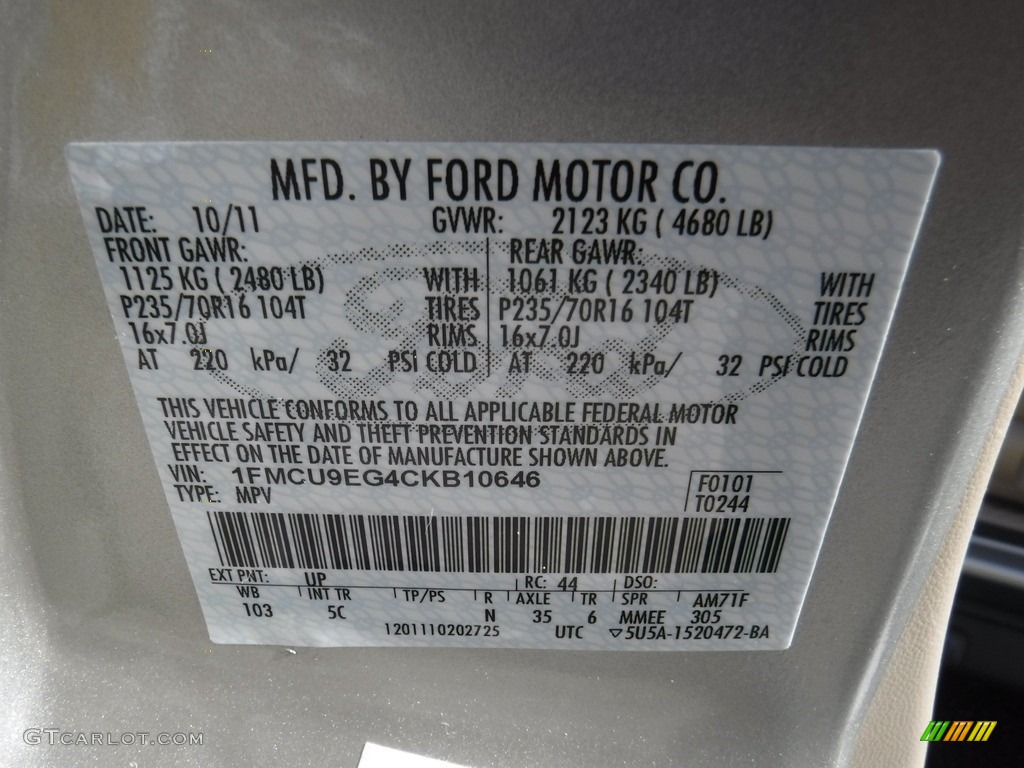 MFD. BY FORD MOTOR CO.
DATE: 10/11 GVWR: 2123 KG ( 4680 LB)
FRONT GAWR: REAR GAWR:
1125 KG ( 2480 LB) WITH 1061 KG ( 2340 LB) WITH
P235/70R16 104T TIRES P235/70R16 104T TIRES
16x7.0J RIMS 16x7.0J RIMS
AT 220 kPa/ 32 PSI COLD AT 220 kPa/ 32 PSI COLD
THIS VEHICLE CONFORMS TO ALL APPLICABLE FEDERAL MOTOR
VEHICLE SAFETY AND THEFT PREVENTION STANDARDS IN
EFFECT ON THE DATE OF MANUFACTURE SHOWN ABOVE.
VIN: 1FMCU9EG4CKB10646 F0101
TYPE: MPV T0244
EXT PNT: UP RC: 44 DSO:
WB INT TR TP/PS R AXLE TR SPR AM71F
103 5C N 35 6 MMEE 305
1201110202725 UTC ▽5U5A-1520472-BA
Ford
GTCARLOT.COM